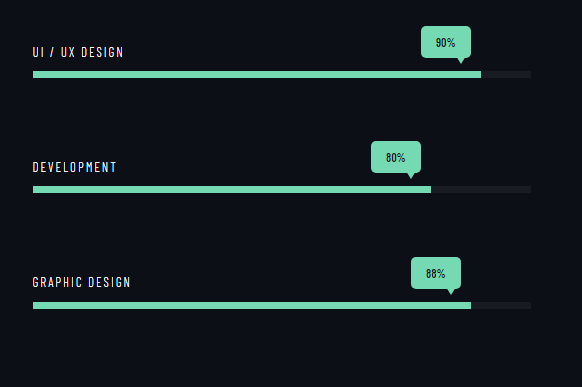 90%
UI / UX DESIGN
80%
DEVELOPMENT
88%
GRAPHIC DESIGN